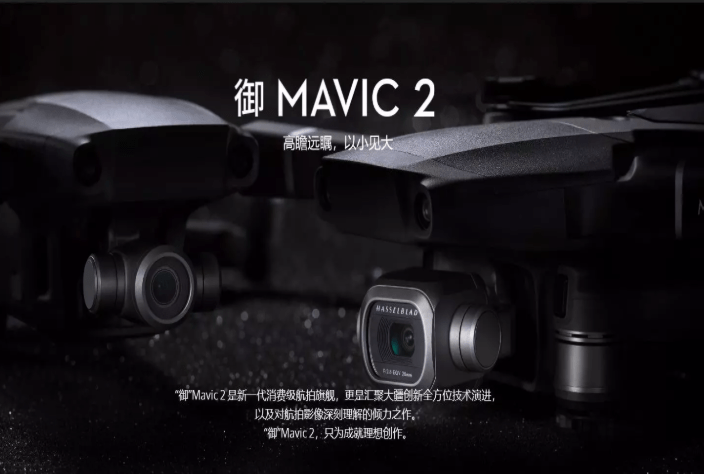 御 MAVIC 2
高瞻远瞩，以小见大
HASSELBLAD
“御”Mavic 2 是新一代消费级航拍旗舰，更是汇聚大疆创新全方位技术演进，
以及对航拍影像深刻理解的倾力之作。
“御”Mavic 2，只为成就理想创作。